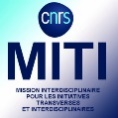 cnrs
MITI
MISSION INTERDISCIPLINAIRE
POUR LES INITIATIVES
TRANSVERSES
ET INTERDISCIPLINAIRES